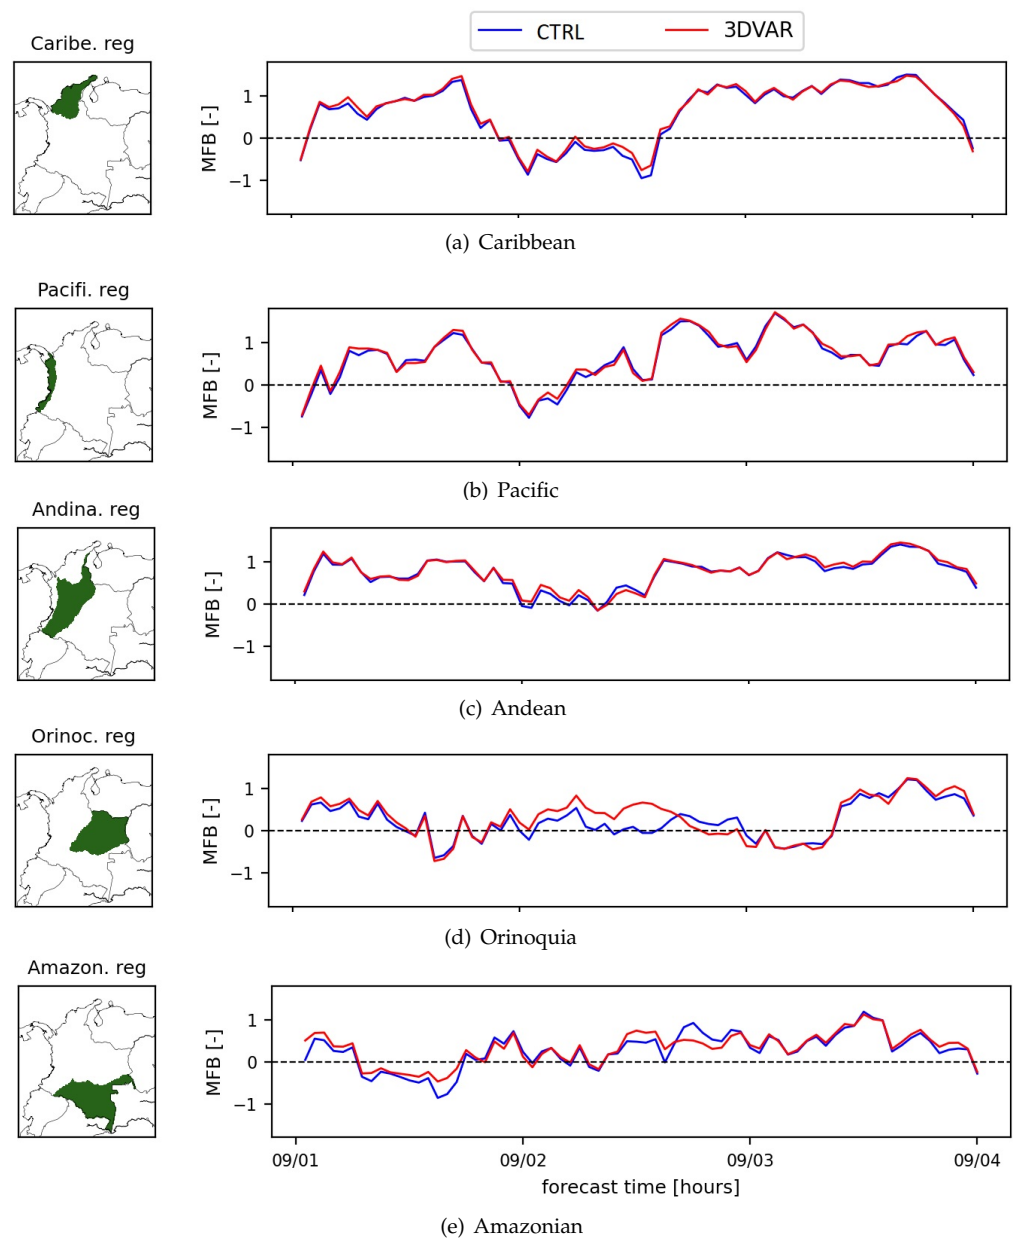 CTRL 3DVAR
Caribe. reg
MFB [-]
1
0
−1
(a) Caribbean
Pacifi. reg
MFB [-]
1
0
−1
(b) Pacific
Andina. reg
MFB [-]
1
0
−1
(c) Andean
Orinoc. reg
MFB [-]
1
0
−1
(d) Orinoquia
Amazon. reg
MFB [-]
1
0
−1
09/01 09/02 09/03 09/04
forecast time [hours]
(e) Amazonian